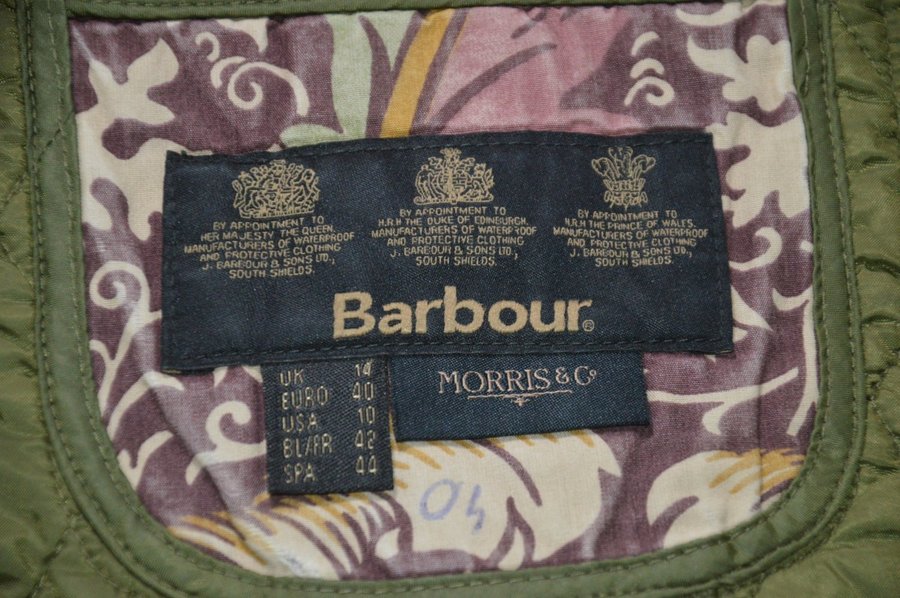 BY APPOINTMENT TO
HER MAJESTY THE QUEEN.
MANUFACTURERS OF WATERPROOF
AND PROTECTIVE CLOTHING
J. BARBOUR & SONS LTD
SOUTH SHIELDS.
BY APPOINTMENT TO
H.R.H. THE DUKE OF EDINBURGH.
MANUFACTURERS OF WATERPROOF
AND PROTECTIVE CLOTHING
J. BARBOUR & SONS LTD.
SOUTH SHIELDS.
BY APPOINTMENT TO
H.R.H THE PRINCE OF WALES.
MANUFACTURERS OF WATERPROOF
AND PROTECTIVE CLOTHING
J. BARBOUR & SONS LTD.
SOUTH SHIELDS.
Barbour®
UK 14
EURO 40
USA 10
BL/FR 42
SPA 44
MORRIS & Co